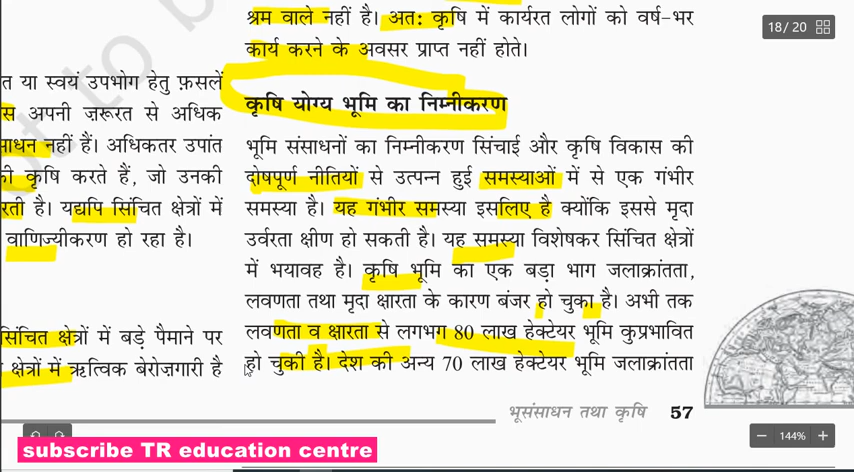 श्रम वाले नहीं है। अत: कृषि में कार्यरत लोगों को वर्ष-भर
कार्य करने के अवसर प्राप्त नहीं होते।
18/20
त या स्वयं उपभोग हेतु फ़सलें
स अपनी ज़रूरत से अधिक
साधन नहीं हैं। अधिकतर उपांत
की कृषि करते हैं, जो उनकी
रती है। यद्यपि सिंचित क्षेत्रों में
वाणिज्यीकरण हो रहा है।
सिंचित क्षेत्रों में बड़े पैमाने पर
क्षेत्रों में ऋत्विक बेरोज़गारी है
कृषि योग्य भूमि का निम्नीकरण
भूमि संसाधनों का निम्नीकरण सिंचाई और कृषि विकास की
दोषपूर्ण नीतियों से उत्पन्न हुई समस्याओं में से एक गंभीर
समस्या है। यह गंभीर समस्या इसलिए है क्योंकि इससे मृदा
उर्वरता क्षीण हो सकती है। यह समस्या विशेषकर सिंचित क्षेत्रों
में भयावह है। कृषि भूमि का एक बड़ा भाग जलाक्रांतता,
लवणता तथा मृदा क्षारता के कारण बंजर हो चुका है। अभी तक
लवणता व क्षारता से लगभग 80 लाख हेक्टेयर भूमि कुप्रभावित
हो चुकी है। देश की अन्य 70 लाख हेक्टेयर भूमि जलाक्रांतता
भूसंसाधन तथा कृषि 57
144%
subscribe TR education centre